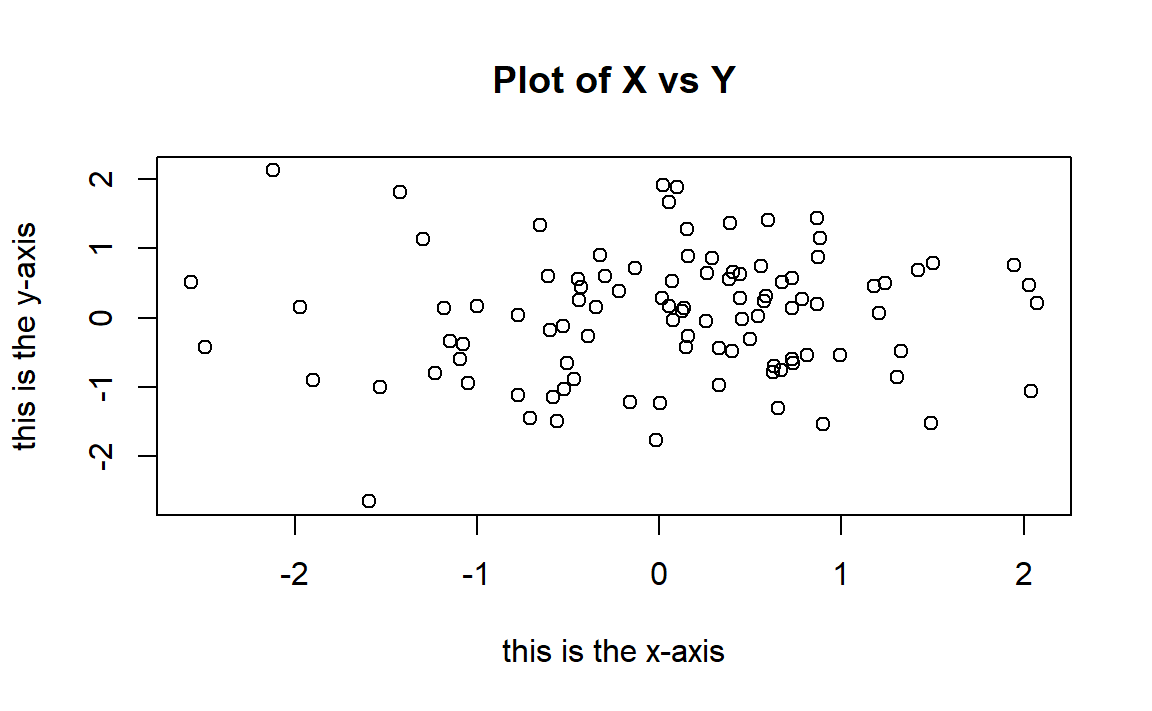 Plot of X vs Y
this is the y-axis
2
1
0
-1
-2
-2 -1 0 1 2
this is the x-axis